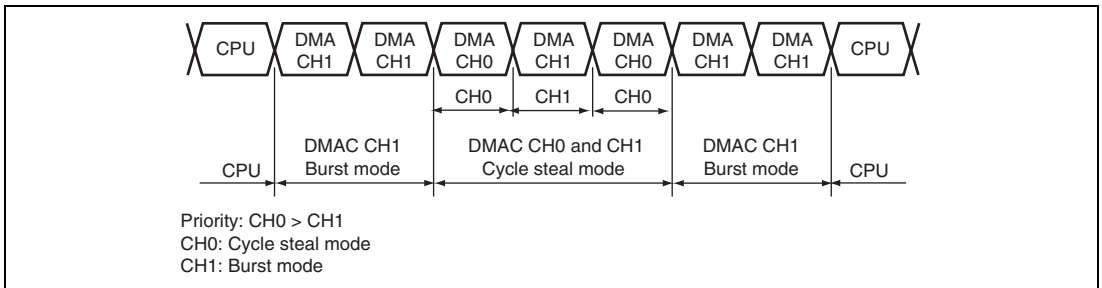 CPU DMA DMA DMA DMA DMA DMA DMA CPU
CH1 CH1 CH0 CH1 CH0 CH1 CH1
CH0 CH1 CH0
DMAC CH1 DMAC CH0 and CH1 DMAC CH1
CPU Burst mode Cycle steal mode Burst mode CPU
Priority: CH0 > CH1
CH0: Cycle steal mode
CH1: Burst mode